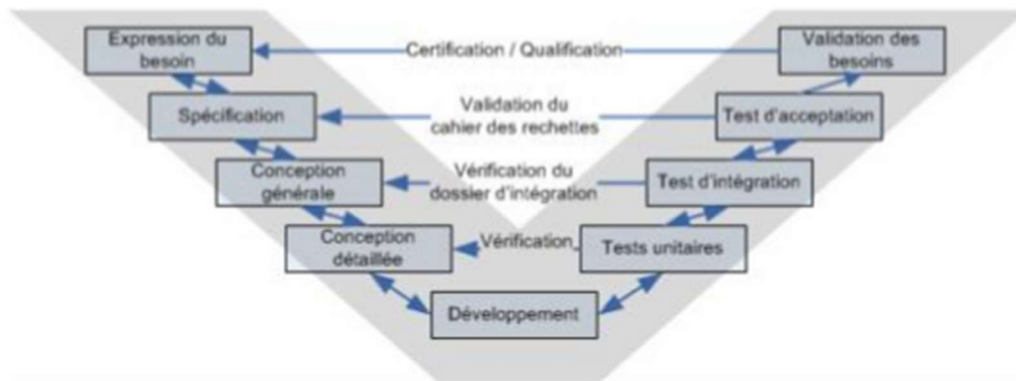 Expression du
besoin
Certification / Qualification
Validation des
besoins
Spécification
Validation du
cahier des rechettes
Test d'acceptation
Conception
générale
Vérification du
dossier d'intégration
Test d'intégration
Conception
détaillée
Vérification
Tests unitaires
Développement